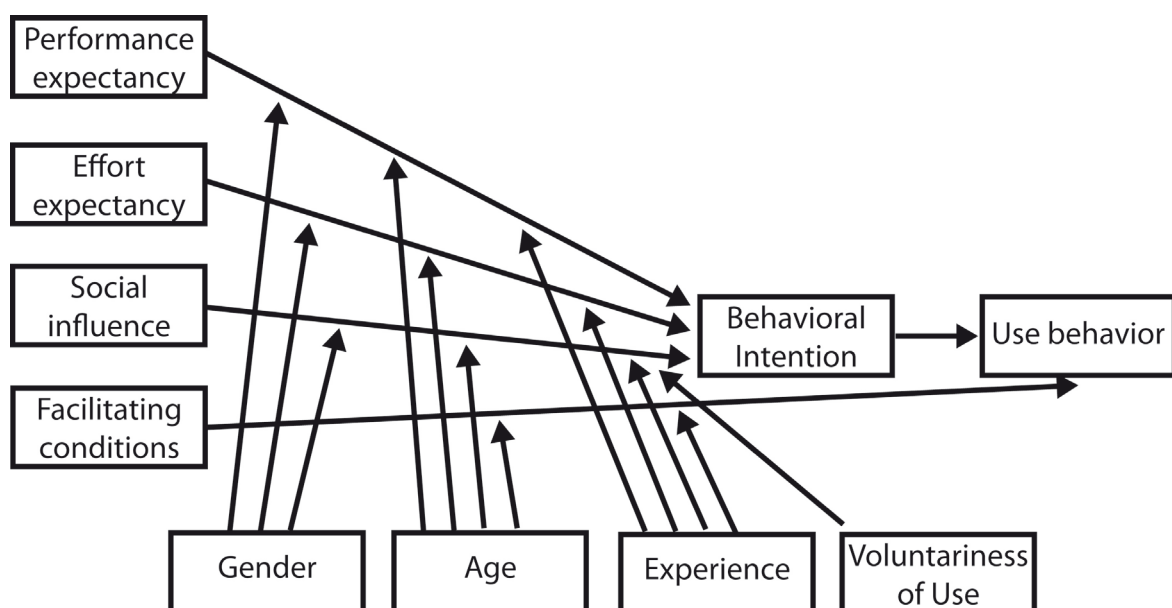 Performance
expectancy
Effort
expectancy
Social
influence
Facilitating
conditions
Behavioral
Intention
Use behavior
Gender
Age
Experience
Voluntariness
of Use